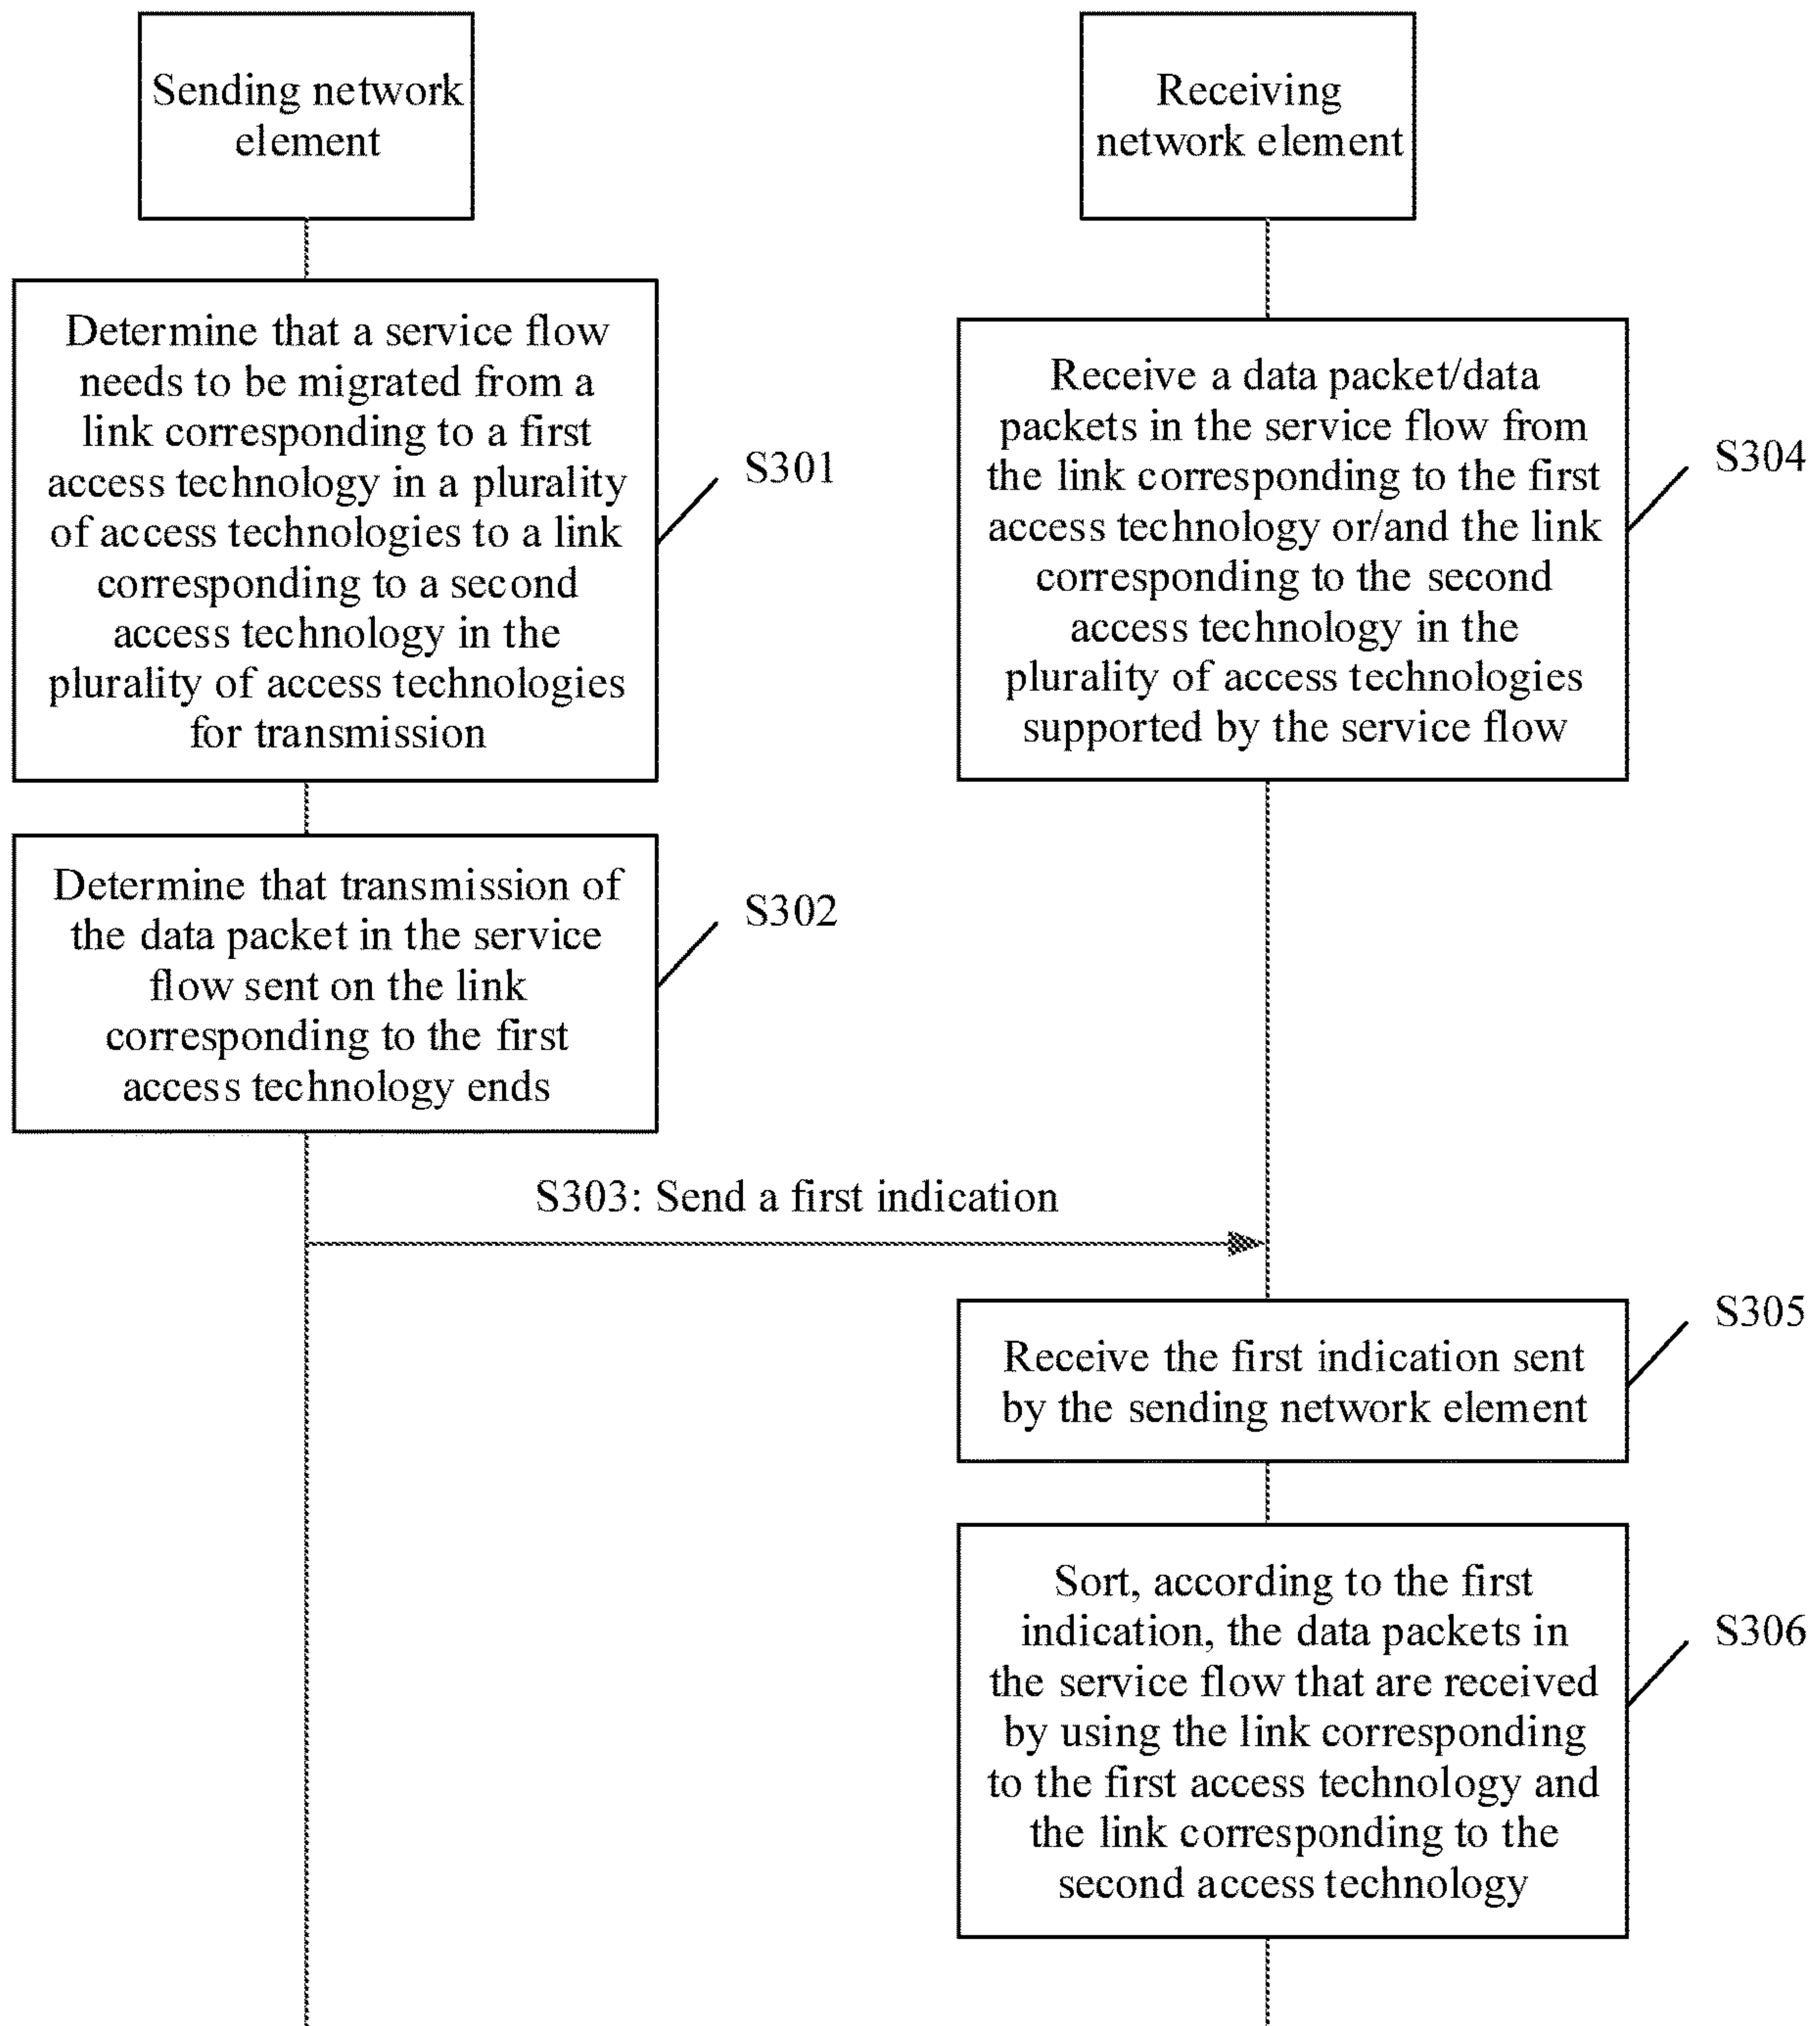 Sending network
element
Receiving
network element
Determine that a service flow
needs to be migrated from a
link corresponding to a first
access technology in a plurality
of access technologies to a link
corresponding to a second
access technology in the
plurality of access technologies
for transmission
S301
Receive a data packet/data
packets in the service flow from
the link corresponding to the first
access technology or/and the link
corresponding to the second
access technology in the
plurality of access technologies
supported by the service flow
S304
Determine that transmission of
the data packet in the service
flow sent on the link
corresponding to the first
access technology ends
S302
S303: Send a first indication
Receive the first indication sent
by the sending network element
S305
Sort, according to the first
indication, the data packets in
the service flow that are received
by using the link corresponding
to the first access technology and
the link corresponding to the
second access technology
S306